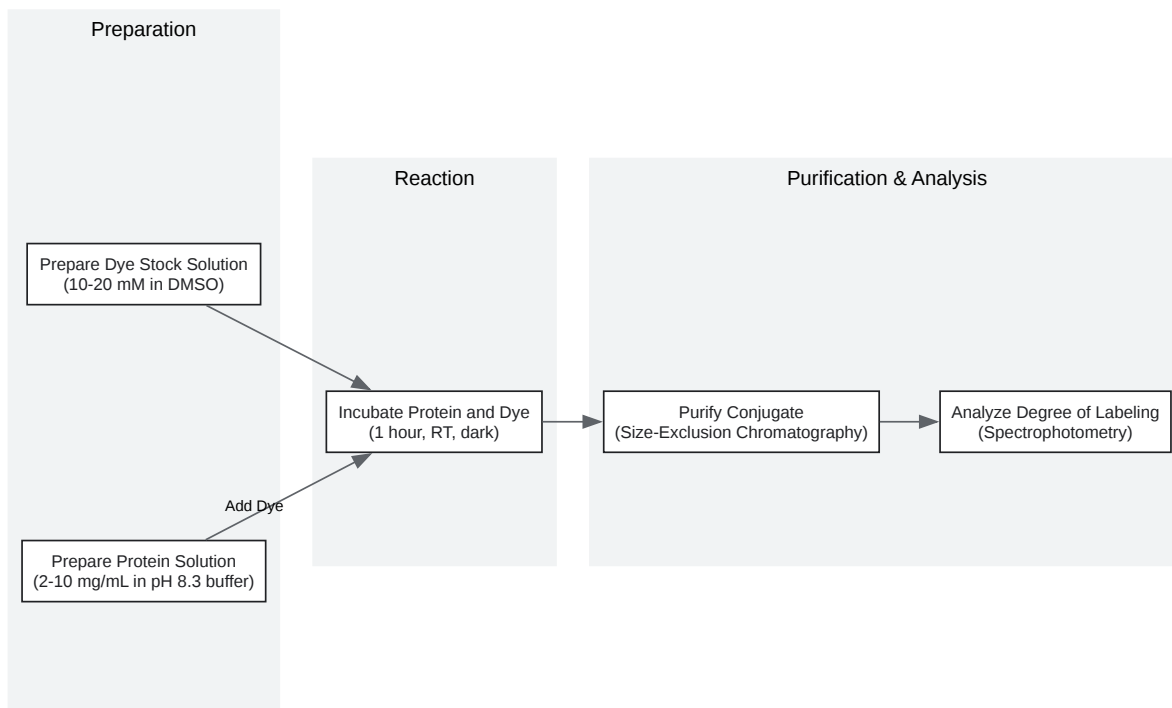 Preparation
Prepare Dye Stock Solution
(10-20 mM in DMSO)
Add Dye
Prepare Protein Solution
(2-10 mg/mL in pH 8.3 buffer)
Reaction
Incubate Protein and Dye
(1 hour, RT, dark)
Purification & Analysis
Purify Conjugate
(Size-Exclusion Chromatography)
Analyze Degree of Labeling
(Spectrophotometry)